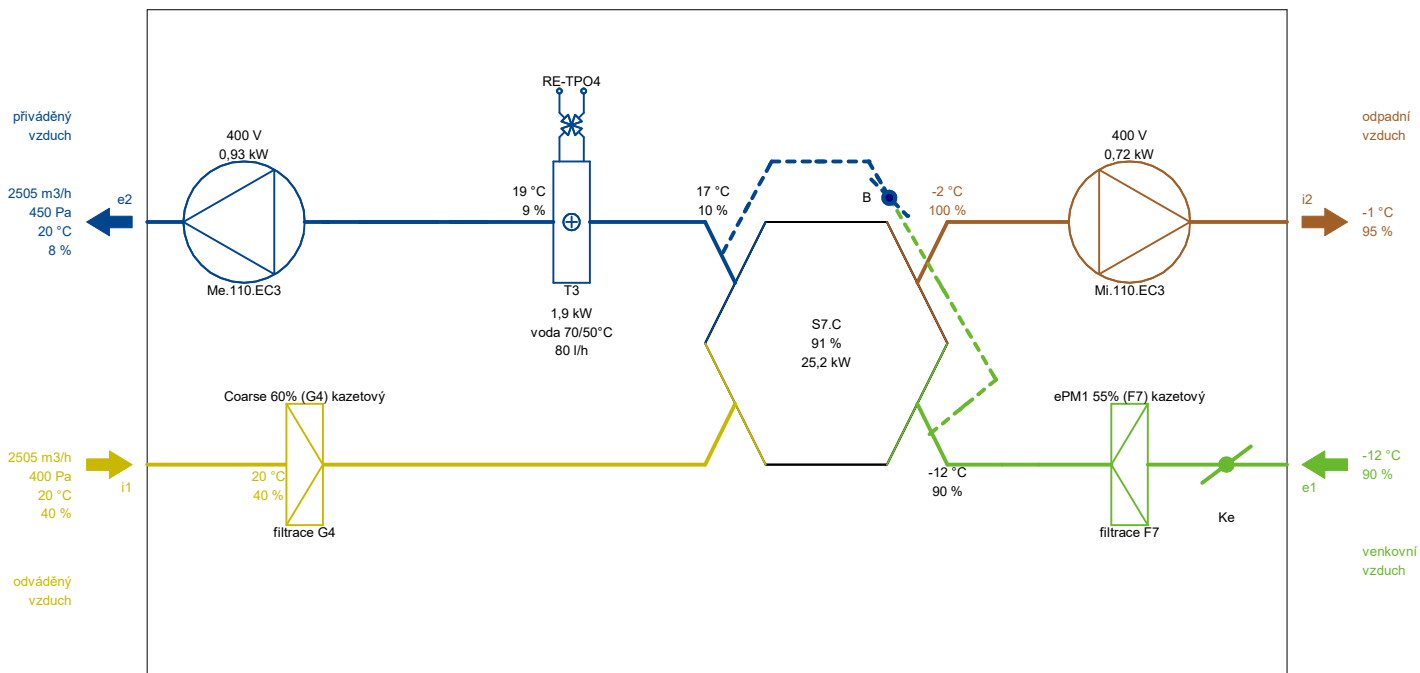 RE-TPO4
přiváděný
vzduch
400 V
0,93 kW
400 V
0,72 kW
odpadní
vzduch
2505 m3/h
450 Pa
20 °C
8 %
e2
19 °C
9 %
17 °C
10 %
B
-2 °C
100 %
i2
-1 °C
95 %
Me.110.EC3
T3
Mi.110.EC3
1,9 kW
voda 70/50°C
80 l/h
S7.C
91 %
25,2 kW
Coarse 60% (G4) kazetový
ePM1 55% (F7) kazetový
2505 m3/h
400 Pa
20 °C
40 %
i1
20 °C
40 %
-12 °C
90 %
-12 °C
90 %
e1
filtrace G4
filtrace F7
Ke
odváděný
vzduch
venkovní
vzduch